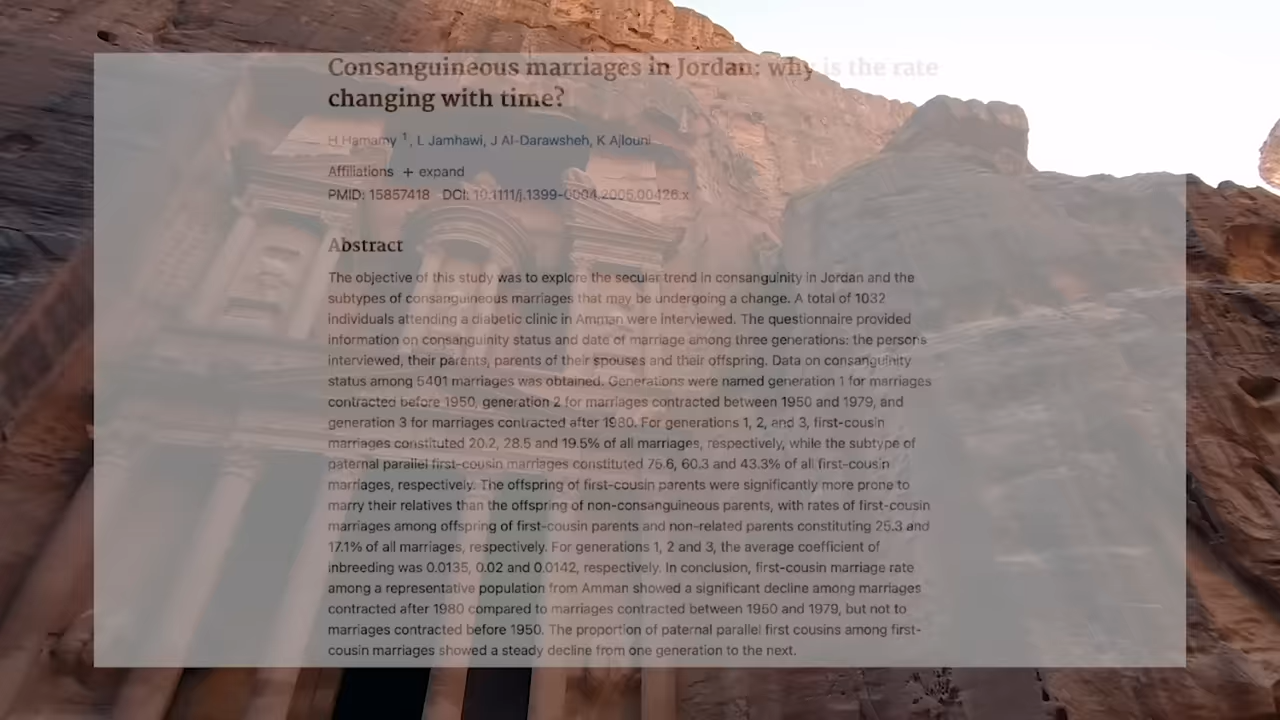 Consanguineous marriages in Jordan: why is the rate
changing with time?
H Hamamy 1, L Jamhawi, J Al-Darawsheh, K Ajlouni
Affiliations + expand
PMID: 15857418 DOI: 10.1111/j.1399-0004.2005.00426.x
Abstract
The objective of this study was to explore the secular trend in consanguinity in Jordan and the
subtypes of consanguineous marriages that may be undergoing a change. A total of 1032
individuals attending a diabetic clinic in Amman were interviewed. The questionnaire provided
information on consanguinity status and date of marriage among three generations: the persons
interviewed, their parents, parents of their spouses and their offspring. Data on consanguinity
status among 5401 marriages was obtained. Generations were named generation 1 for marriages
contracted before 1950, generation 2 for marriages contracted between 1950 and 1979, and
generation 3 for marriages contracted after 1980. For generations 1, 2, and 3, first-cousin
marriages constituted 20.2, 28.5 and 19.5% of all marriages, respectively, while the subtype of
paternal parallel first-cousin marriages constituted 75.6, 60.3 and 43.3% of all first-cousin
marriages, respectively. The offspring of first-cousin parents were significantly more prone to
marry their relatives than the offspring of non-consanguineous parents, with rates of first-cousin
marriages among offspring of first-cousin parents and non-related parents constituting 25.3 and
17.1% of all marriages, respectively. For generations 1, 2 and 3, the average coefficient of
inbreeding was 0.0135, 0.02 and 0.0142, respectively. In conclusion, first-cousin marriage rate
among a representative population from Amman showed a significant decline among marriages
contracted after 1980 compared to marriages contracted between 1950 and 1979, but not to
marriages contracted before 1950. The proportion of paternal parallel first cousins among first-
cousin marriages showed a steady decline from one generation to the next.